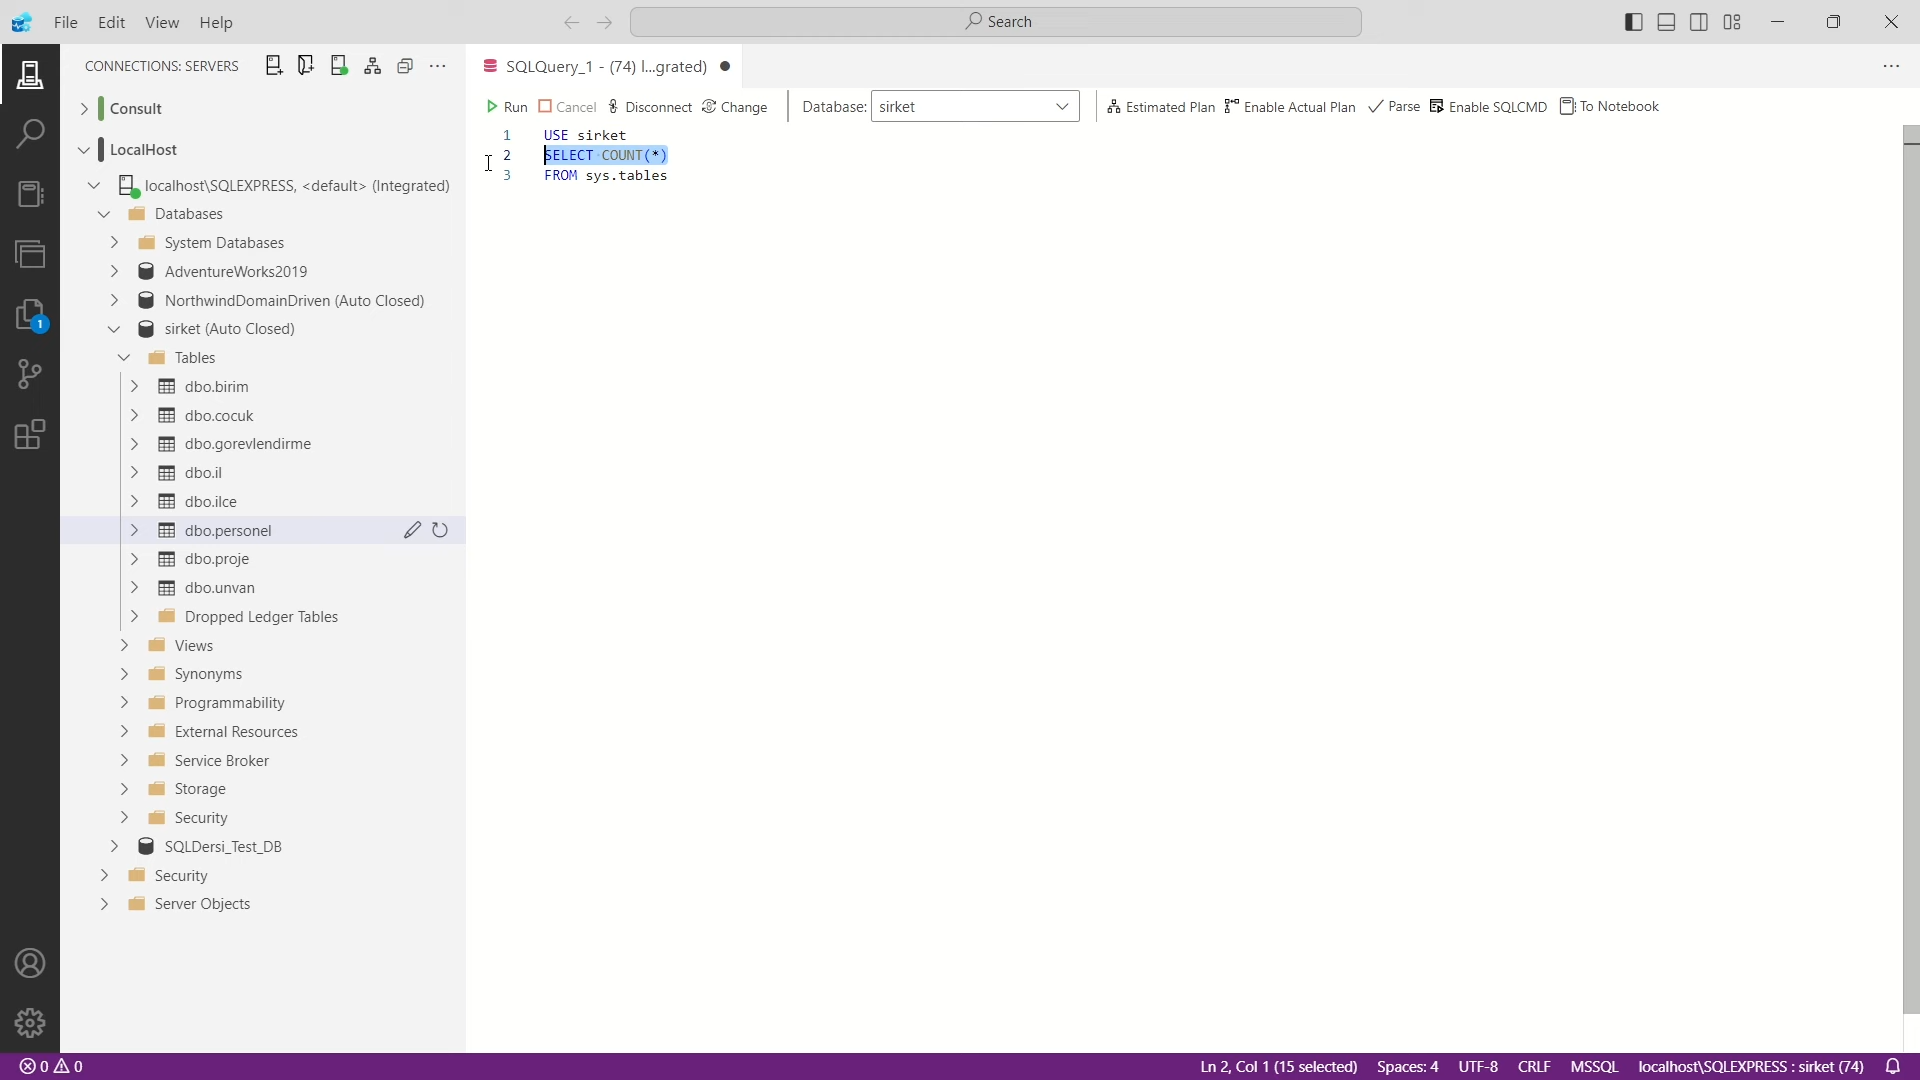 File Edit View Help
Search
CONNECTIONS: SERVERS
SQLQuery_1 - (74) l...grated)
Run Cancel Disconnect Change Database: sirket Estimated Plan Enable Actual Plan Parse Enable SQLCMD To Notebook
Consult
LocalHost
localhost\SQLEXPRESS, <default> (Integrated)
Databases
System Databases
AdventureWorks2019
NorthwindDomainDriven (Auto Closed)
sirket (Auto Closed)
Tables
dbo.birim
dbo.cocuk
dbo.gorevlendirme
dbo.il
dbo.ilce
dbo.personel
dbo.proje
dbo.unvan
Dropped Ledger Tables
Views
Synonyms
Programmability
External Resources
Service Broker
Storage
Security
SQLDersi_Test_DB
Security
Server Objects
1
1 USE sirket
2 SELECT COUNT(*)
3 FROM sys.tables
0 0
Ln 2, Col 1 (15 selected) Spaces: 4 UTF-8 CRLF MSSQL localhost\SQLEXPRESS : sirket (74)